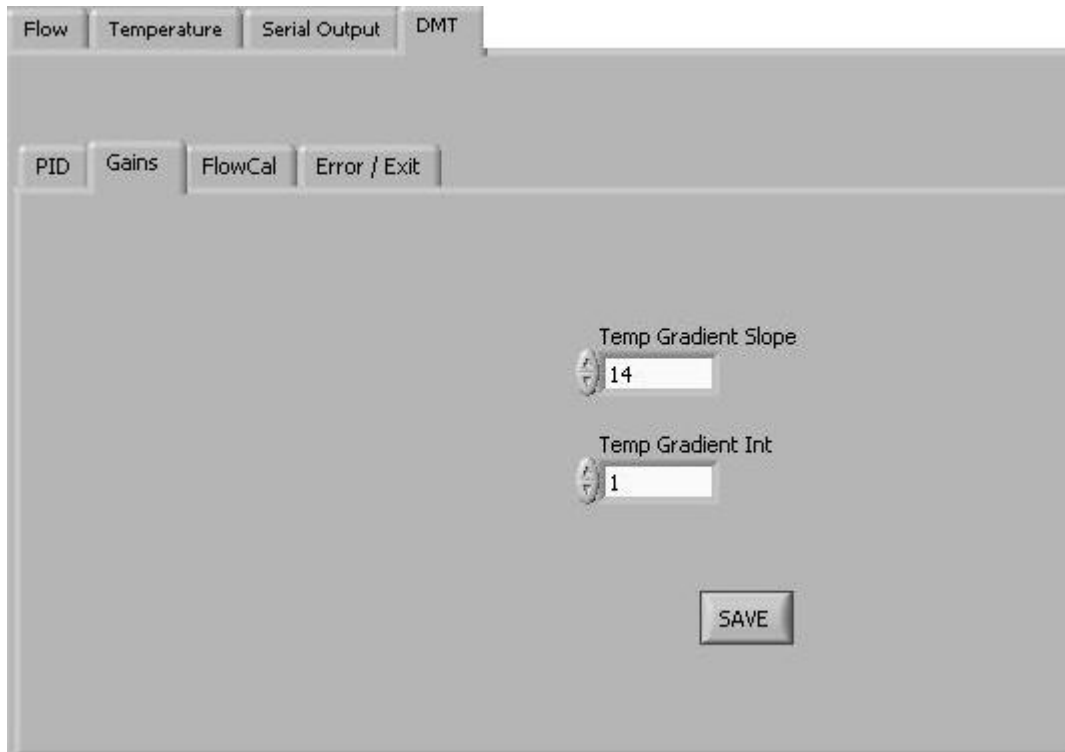 Flow Temperature Serial Output DMT
PID Gains FlowCal Error / Exit
Temp Gradient Slope
14
Temp Gradient Int
1
SAVE